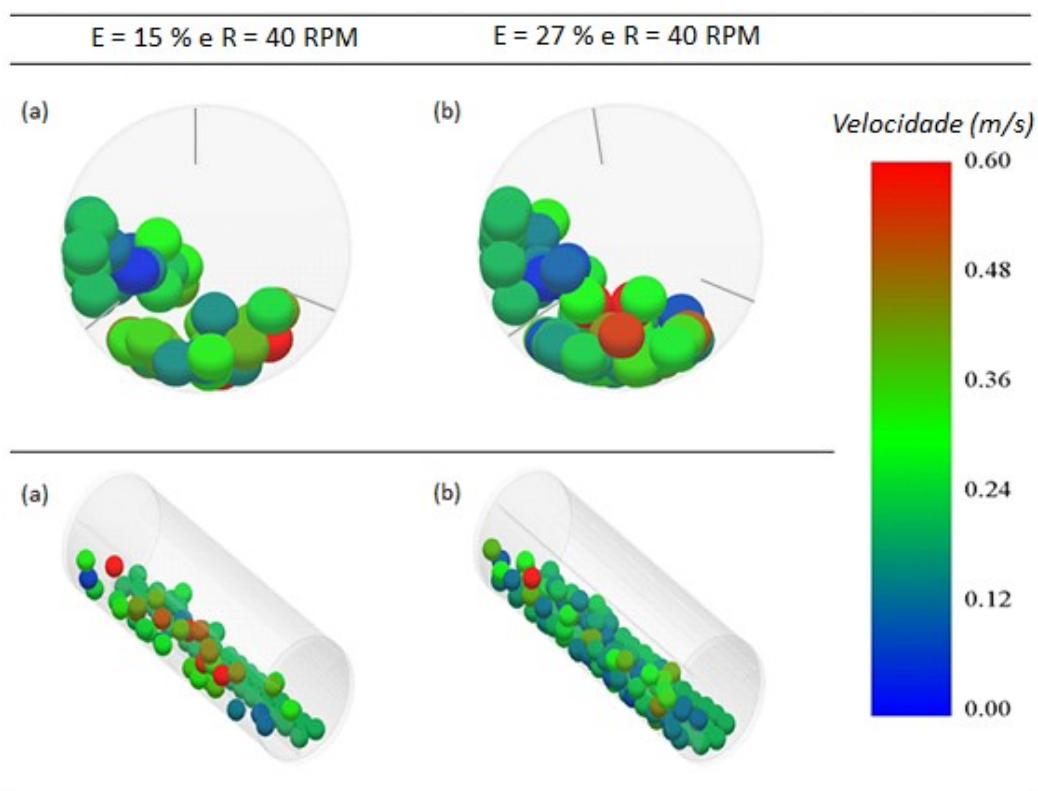 E = 15 % e R = 40 RPM
E = 27 % e R = 40 RPM
(a)
(b)
Velocidade (m/s)
0.60
0.48
0.36
0.24
0.12
0.00
(a)
(b)